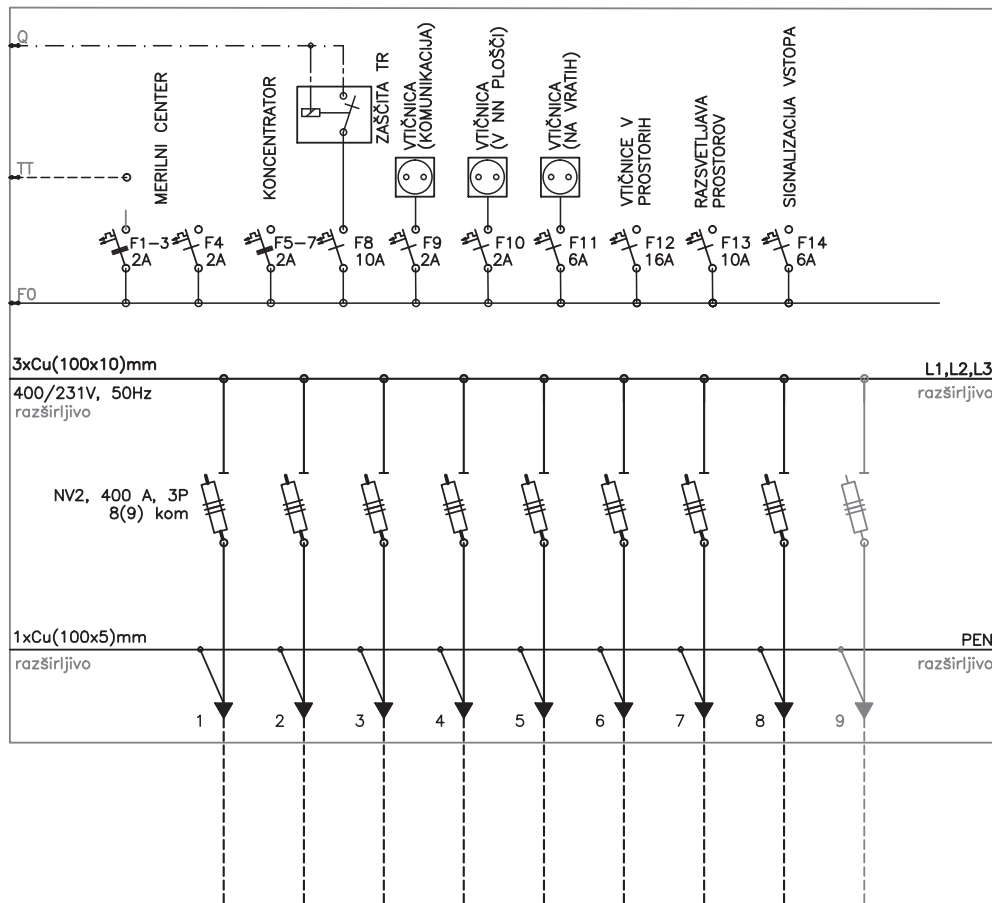 Q
TT
F0
MERILNI CENTER
KONCENTRATOR
ZAŠČITA TR
VTIČNICA
(KOMUNIKACIJA)
VTIČNICA
(V NN PLOŠČI)
VTIČNICA
(NA VRATIH)
VTIČNICE V
PROSTORIH
RAZSVETLJAVA
PROSTOROV
SIGNALIZACIJA VSTOPA
F1-3
2A
F4
2A
F5-7
2A
F8
10A
F9
2A
F10
2A
F11
6A
F12
16A
F13
10A
F14
6A
3xCu(100x10)mm
L1,L2,L3
400/231V, 50Hz
razširljivo
razširljivo
NV2, 400 A, 3P
8(9) kom
1xCu(100x5)mm
PEN
razširljivo
razširljivo
1 2 3 4 5 6 7 8 9